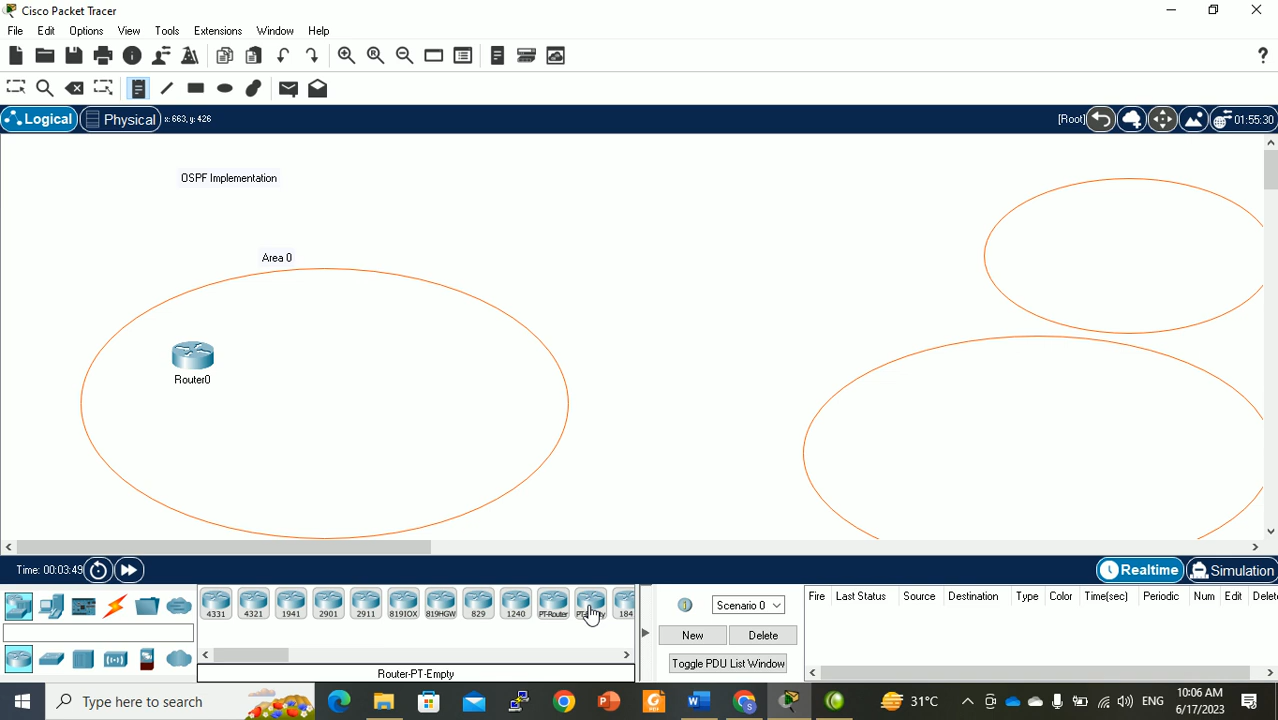 Cisco Packet Tracer
File Edit Options View Tools Extensions Window Help
?
Logical Physical x: 663, y: 426 [Root] 01:55:30
OSPF Implementation
Area 0
Router0
Time: 00:03:49 Realtime Simulation
4331 4321 1941 2901 2911 819IOX 819HGW 829 1240 PT-Router 184
Router-PT-Empty
Scenario 0
New Delete
Toggle PDU List Window
Fire Last Status Source Destination Type Color Time(sec) Periodic Num Edit Delete
Type here to search
31°C ENG 10:06 AM
6/17/2023